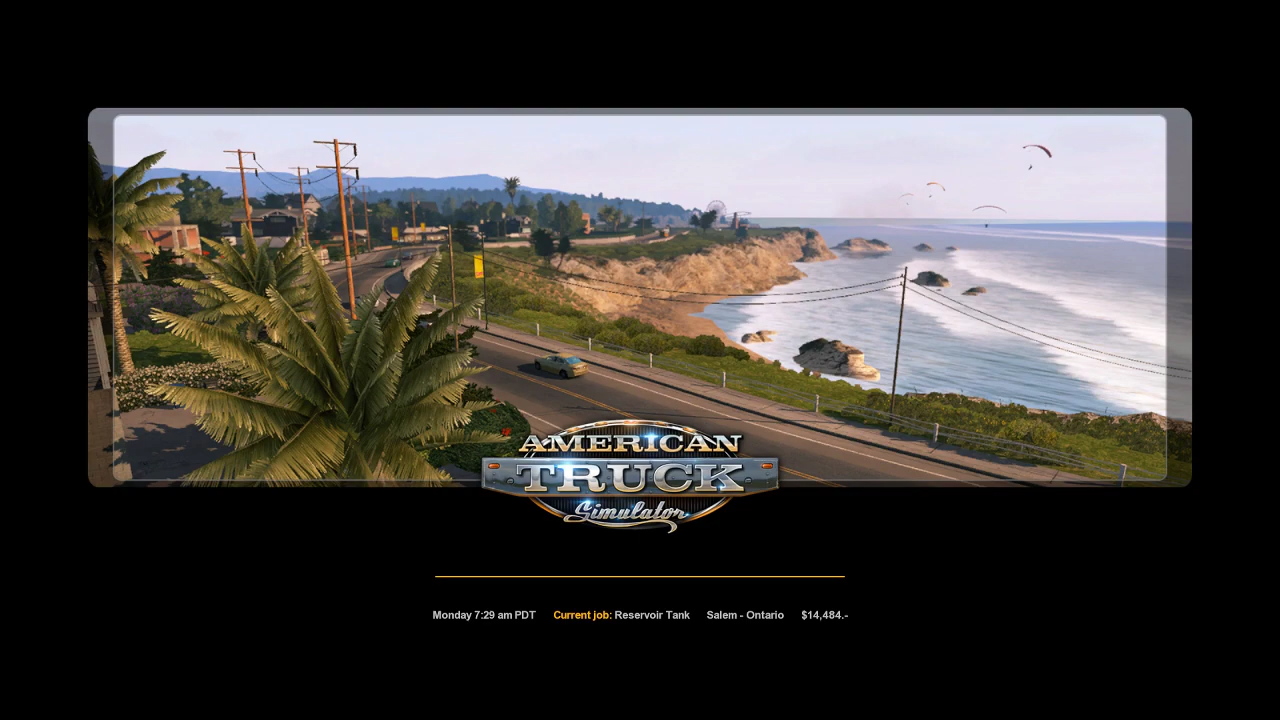 AMERICAN
TRUCK
Simulator
Monday 7:29 am PDT Current job: Reservoir Tank Salem - Ontario $14,484.-